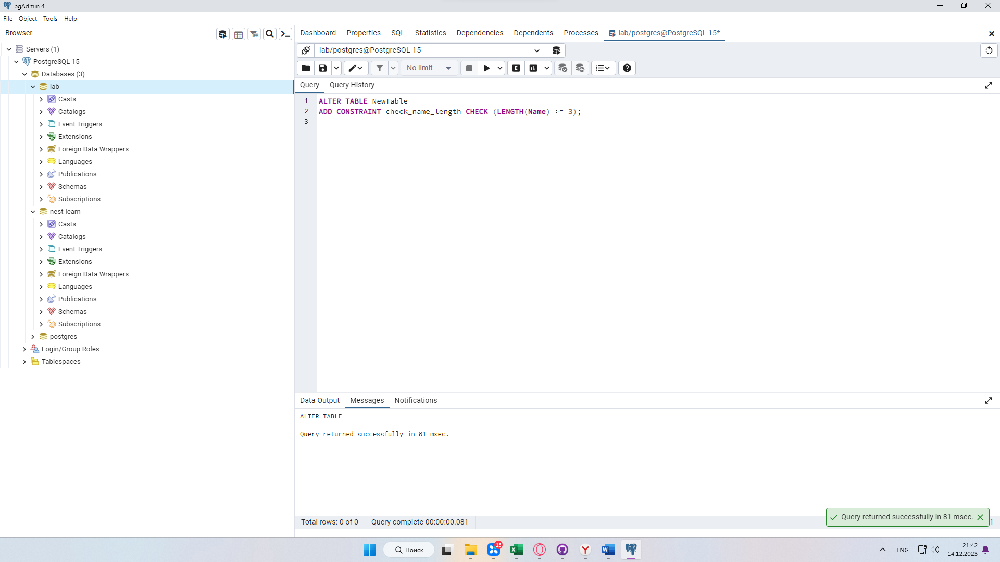 pgAdmin 4
File Object Tools Help
Browser
Dashboard Properties SQL Statistics Dependencies Dependents Processes lab/postgres@PostgreSQL 15*
Servers (1)
PostgreSQL 15
Databases (3)
lab
Casts
Catalogs
Event Triggers
Extensions
Foreign Data Wrappers
Languages
Publications
Schemas
Subscriptions
nest-learn
Casts
Catalogs
Event Triggers
Extensions
Foreign Data Wrappers
Languages
Publications
Schemas
Subscriptions
postgres
Login/Group Roles
Tablespaces
lab/postgres@PostgreSQL 15
No limit
E
Query Query History
1 ALTER TABLE NewTable
2 ADD CONSTRAINT check_name_length CHECK (LENGTH(Name) >= 3);
3
Data Output Messages Notifications
ALTER TABLE
Query returned successfully in 81 msec.
Total rows: 0 of 0 Query complete 00:00:00.081
Query returned successfully in 81 msec.
1
Поиск
15
ENG
21:42
14.12.2023